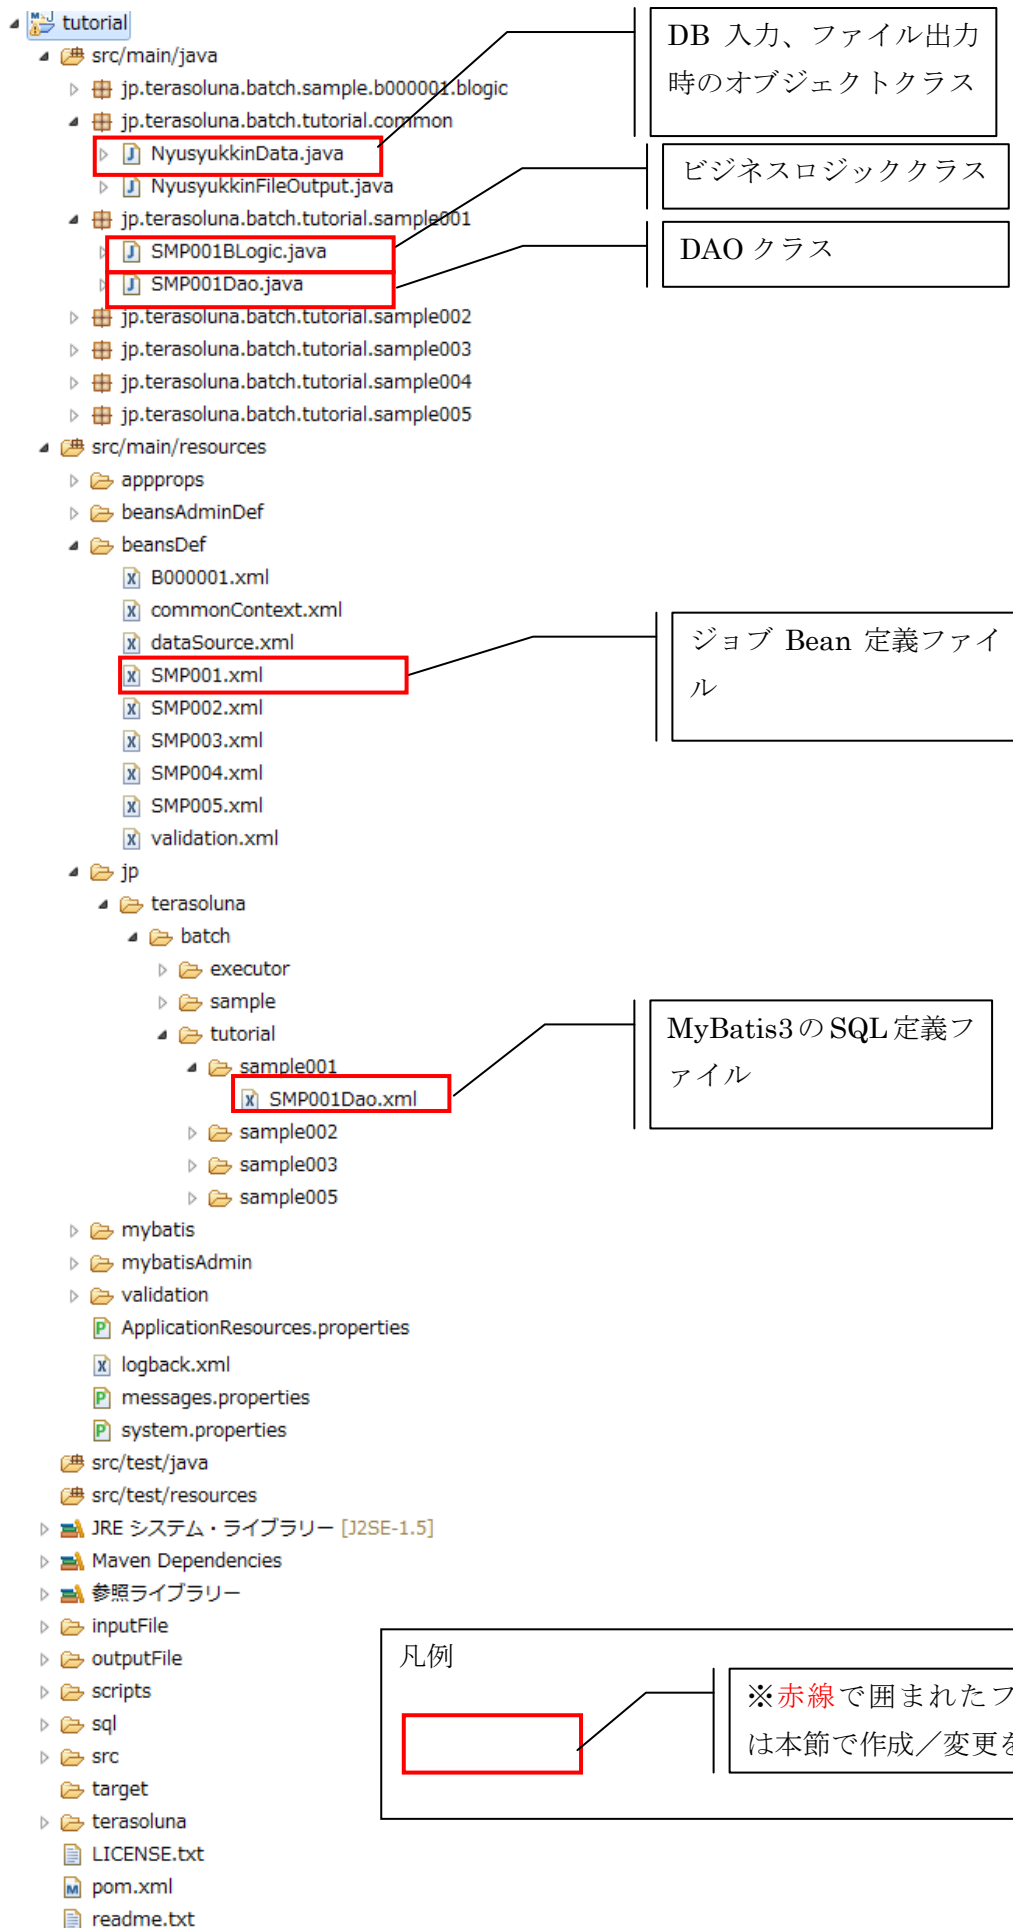 tutorial
src/main/java
jp.terasoluna.batch.sample.b000001.blogic
jp.terasoluna.batch.tutorial.common
NyusyukkinData.java
NyusyukkinFileOutput.java
jp.terasoluna.batch.tutorial.sample001
SMP001BLogic.java
SMP001Dao.java
jp.terasoluna.batch.tutorial.sample002
jp.terasoluna.batch.tutorial.sample003
jp.terasoluna.batch.tutorial.sample004
jp.terasoluna.batch.tutorial.sample005
DB 入力、ファイル出力
時のオブジェクトクラス
ビジネスロジッククラス
DAO クラス
src/main/resources
appprops
beansAdminDef
beansDef
B000001.xml
commonContext.xml
dataSource.xml
SMP001.xml
SMP002.xml
SMP003.xml
SMP004.xml
SMP005.xml
validation.xml
ジョブ Bean 定義ファイ
ル
jp
terasoluna
batch
executor
sample
tutorial
sample001
SMP001Dao.xml
sample002
sample003
sample005
MyBatis3 の SQL 定義フ
ァイル
mybatis
mybatisAdmin
validation
ApplicationResources.properties
logback.xml
messages.properties
system.properties
src/test/java
src/test/resources
JRE システム・ライブラリー [J2SE-1.5]
Maven Dependencies
参照ライブラリー
inputFile
outputFile
scripts
sql
src
target
terasoluna
LICENSE.txt
pom.xml
readme.txt
凡例
※赤線で囲まれたフ
は本節で作成／変更を